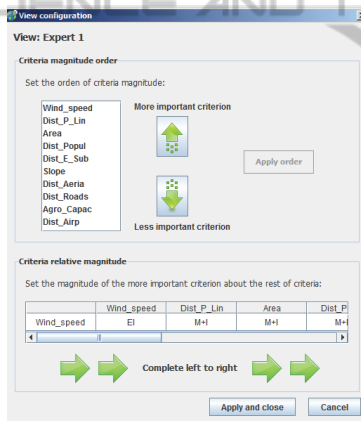 View configuration
View: Expert 1
Criteria magnitude order
Set the orden of criteria magnitude:
Wind_speed
Dist_P_Lin
Area
Dist_Popul
Dist_E_Sub
Slope
Dist_Aeria
Dist_Roads
Agro_Capac
Dist_Airp
More important criterion
Less important criterion
Apply order
Criteria relative magnitude
Set the magnitude of the more important criterion about the rest of criteria:
Wind_speed Dist_P_Lin Area Dist_P
Wind_speed EI M+I M+I M+I
Complete left to right
Apply and close Cancel